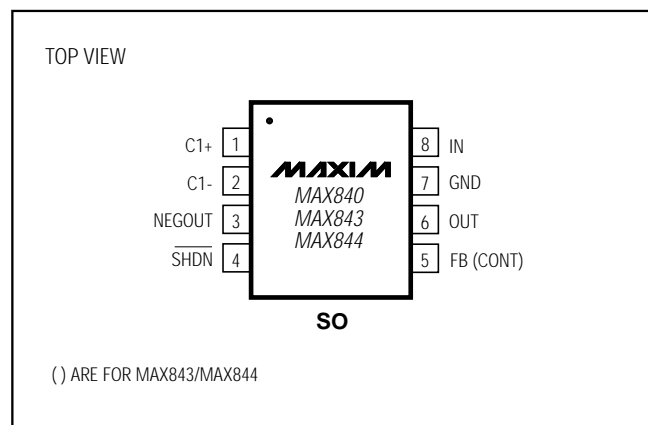 TOP VIEW
C1+ 1
C1- 2
NEGOUT 3
SHDN 4
MAXIM
MAX840
MAX843
MAX844
8 IN
7 GND
6 OUT
5 FB (CONT)
SO
( ) ARE FOR MAX843/MAX844